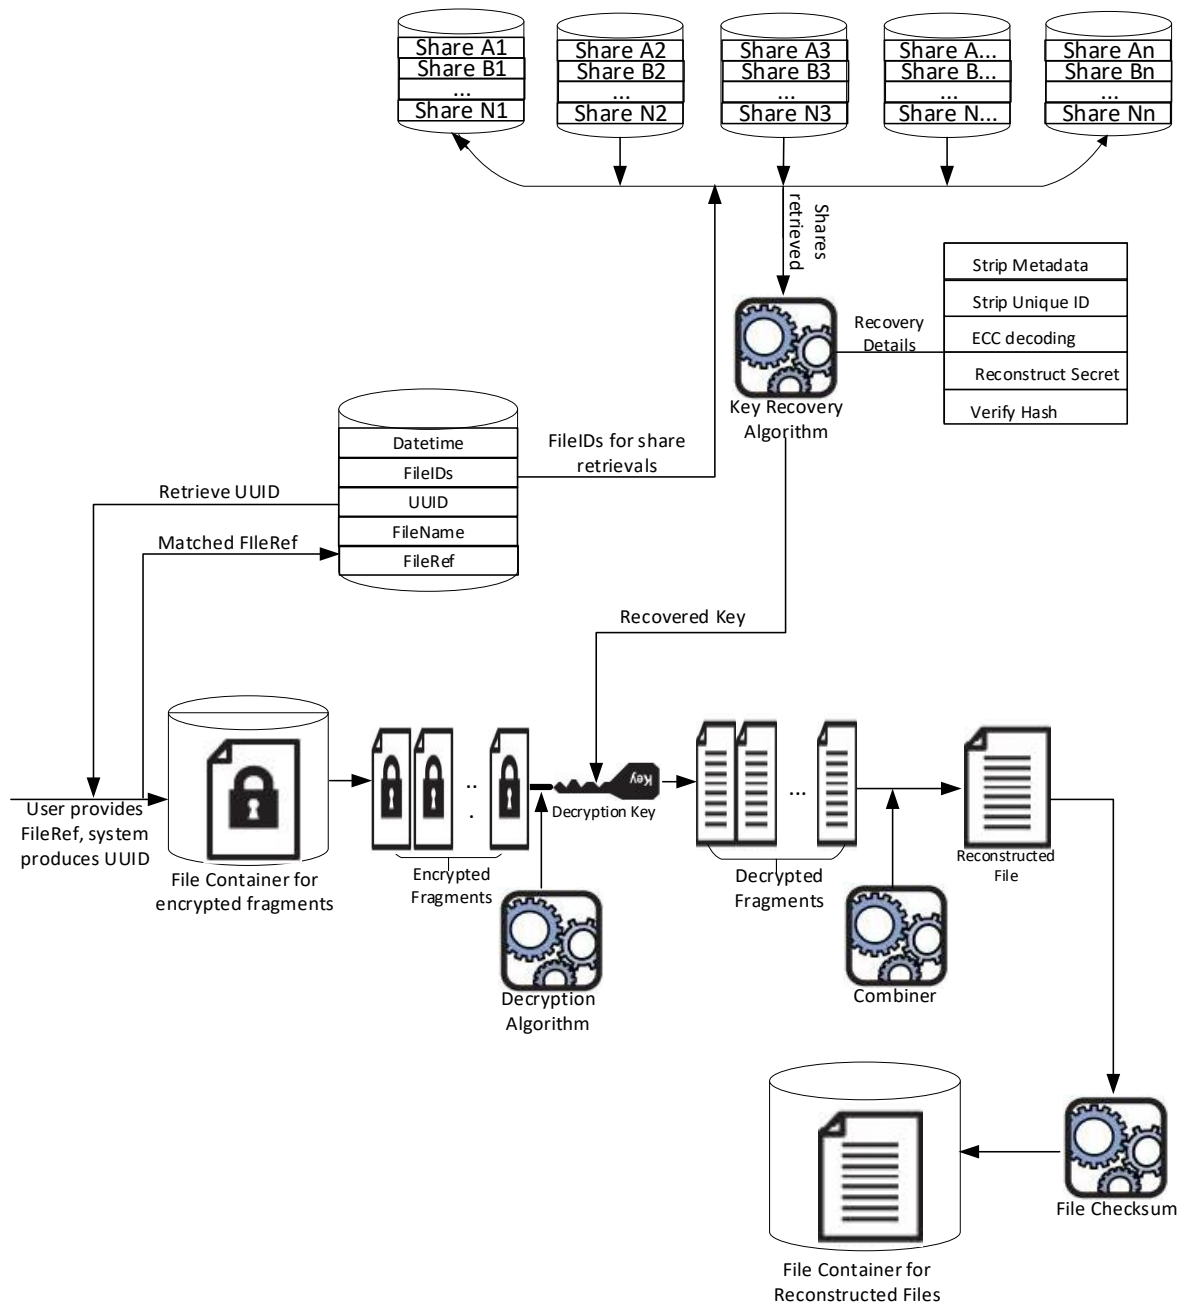 Share A1
Share B1
...
Share N1
Share A2
Share B2
...
Share N2
Share A3
Share B3
...
Share N3
Share A...
Share B...
...
Share N...
Share An
Share Bn
...
Share Nn
Shares
retrieved
Strip Metadata
Strip Unique ID
ECC decoding
Reconstruct Secret
Verify Hash
Recovery
Details
Key Recovery
Algorithm
Datetime
FileIDs
UUID
FileName
FileRef
FileIDs for share
retrievals
Retrieve UUID
Matched FIleRef
Recovered Key
User provides
FileRef, system
produces UUID
File Container for
encrypted fragments
..
.
Encrypted
Fragments
Key
Decryption Key
Decryption
Algorithm
...
Decrypted
Fragments
Combiner
Reconstructed
File
File Checksum
File Container for
Reconstructed Files